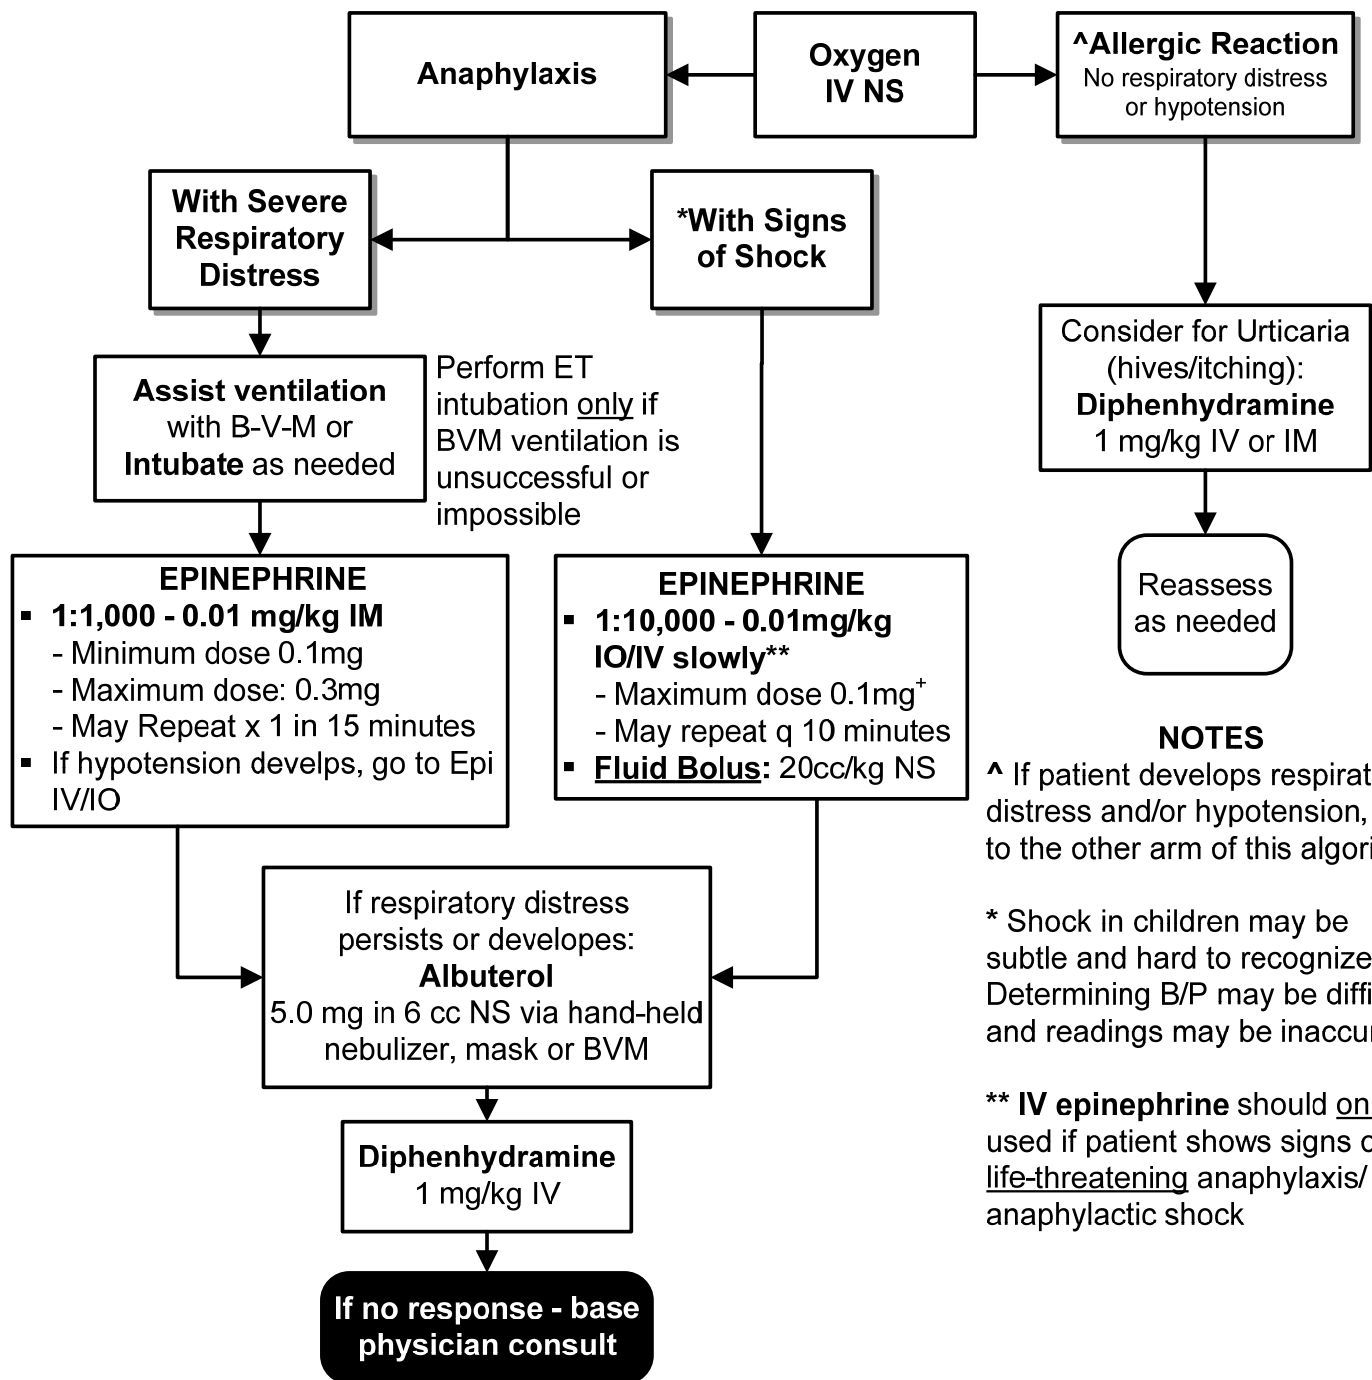 Anaphylaxis
Oxygen
IV NS
^Allergic Reaction
No respiratory distress
or hypotension
With Severe
Respiratory
Distress
*With Signs
of Shock
Consider for Urticaria
(hives/itching):
Diphenhydramine
1 mg/kg IV or IM
Assist ventilation
with B-V-M or
Intubate as needed
Perform ET
intubation only if
BVM ventilation is
unsuccessful or
impossible
Reassess
as needed
EPINEPHRINE
▪ 1:1,000 - 0.01 mg/kg IM
- Minimum dose 0.1mg
- Maximum dose: 0.3mg
- May Repeat x 1 in 15 minutes
▪ If hypotension develps, go to Epi
IV/IO
EPINEPHRINE
▪ 1:10,000 - 0.01mg/kg
IO/IV slowly**
- Maximum dose 0.1mg⁺
- May repeat q 10 minutes
▪ Fluid Bolus: 20cc/kg NS
If respiratory distress
persists or developes:
Albuterol
5.0 mg in 6 cc NS via hand-held
nebulizer, mask or BVM
Diphenhydramine
1 mg/kg IV
If no response - base
physician consult
NOTES
^ If patient develops respirat
distress and/or hypotension,
to the other arm of this algori
* Shock in children may be
subtle and hard to recognize
Determining B/P may be diffi
and readings may be inaccur
** IV epinephrine should on
used if patient shows signs o
life-threatening anaphylaxis/
anaphylactic shock